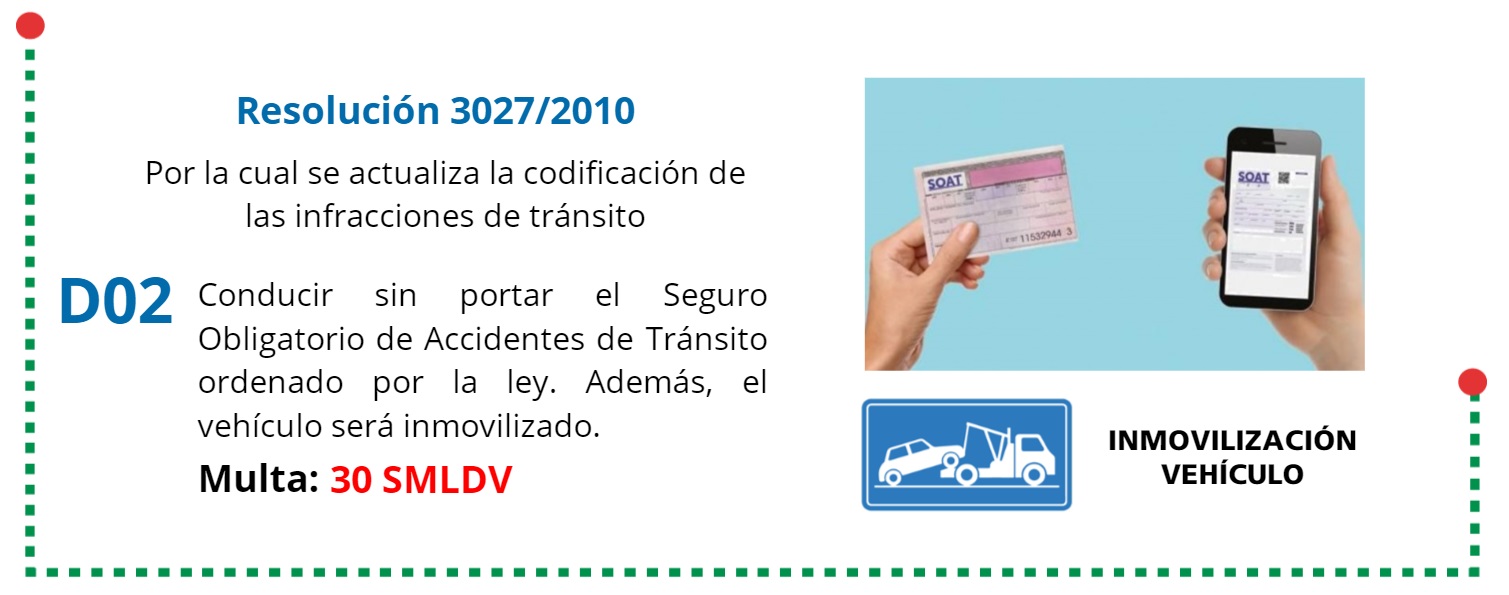 Resolución 3027/2010
Por la cual se actualiza la codificación de
las infracciones de tránsito
D02
Conducir sin portar el Seguro
Obligatorio de Accidentes de Tránsito
ordenado por la ley. Además, el
vehículo será inmovilizado.
Multa: 30 SMLDV
SOAT
11532944 3
SOAT
INMOVILIZACIÓN
VEHÍCULO